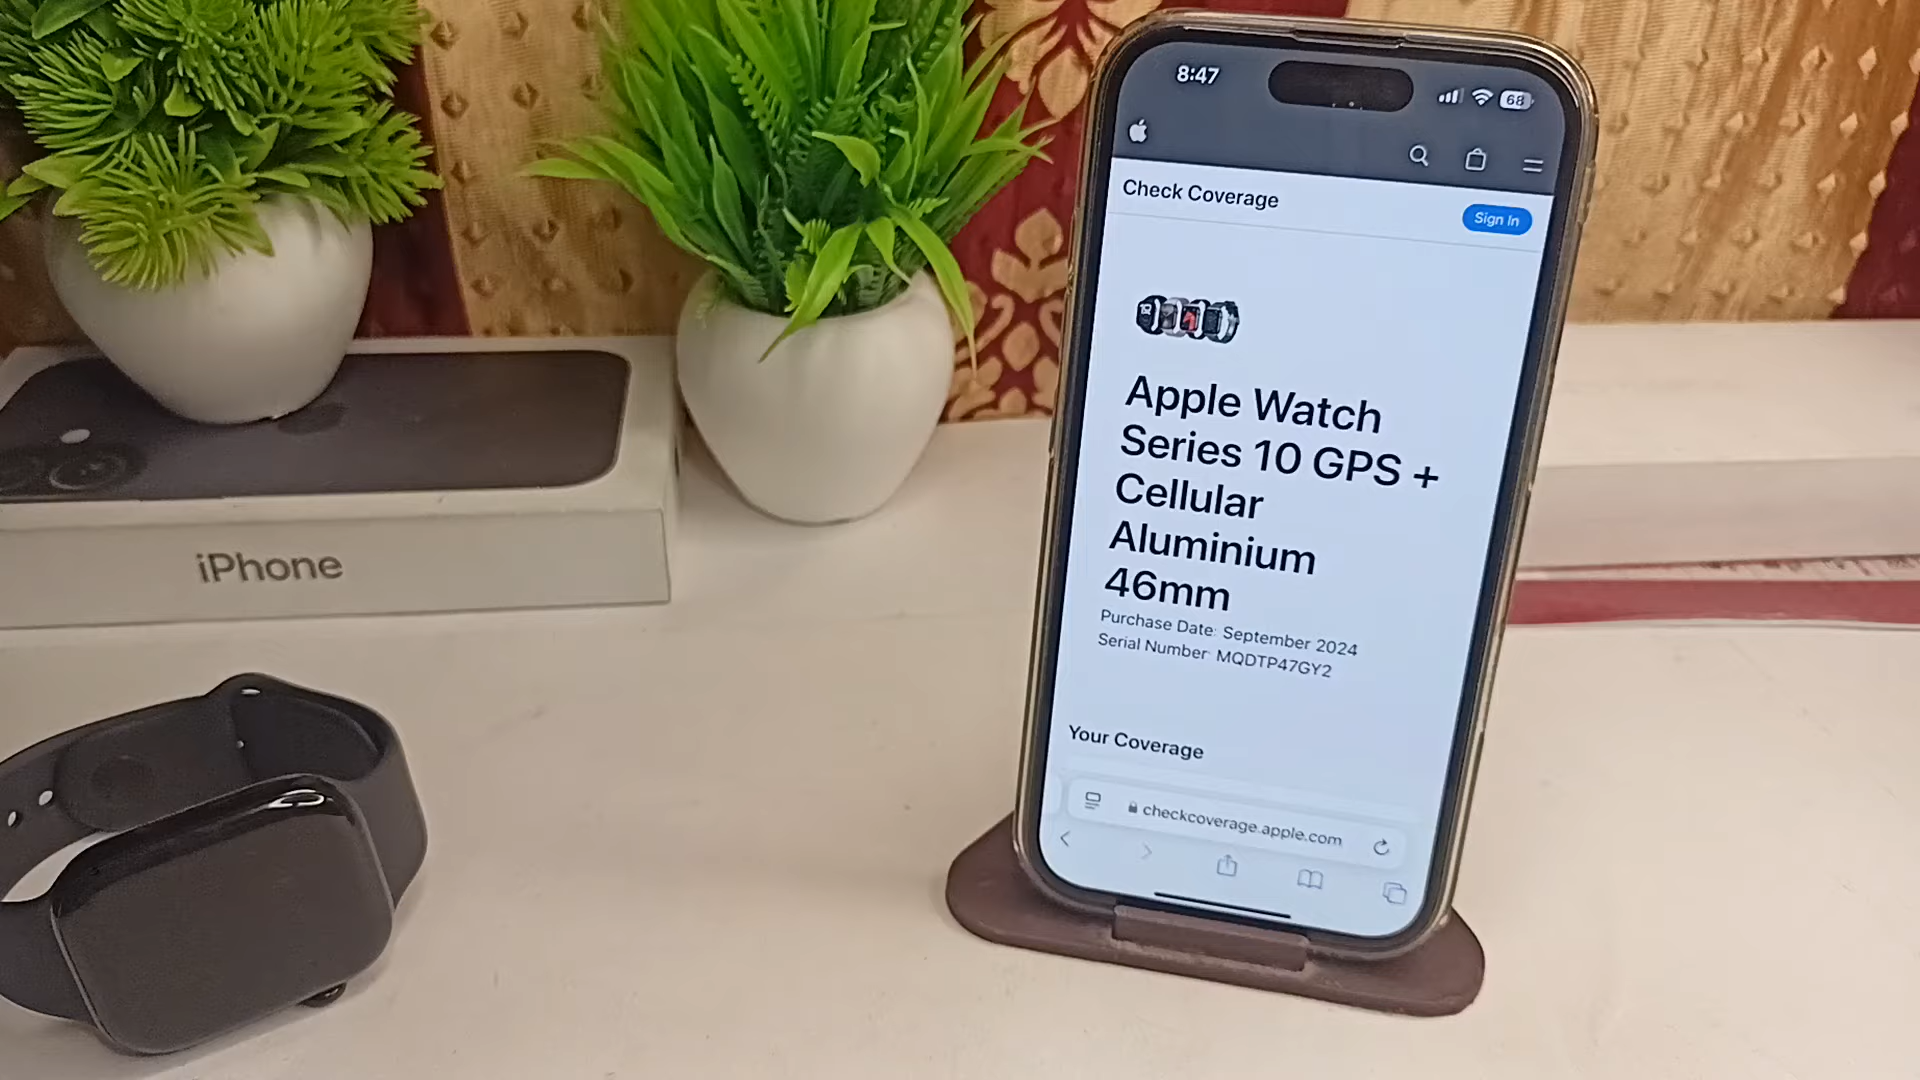 8:47
68
Check Coverage
Sign In
Apple Watch
Series 10 GPS +
Cellular
Aluminium
46mm
Purchase Date: September 2024
Serial Number: MQDTP47GY2
Your Coverage
checkcoverage.apple.com
iPhone